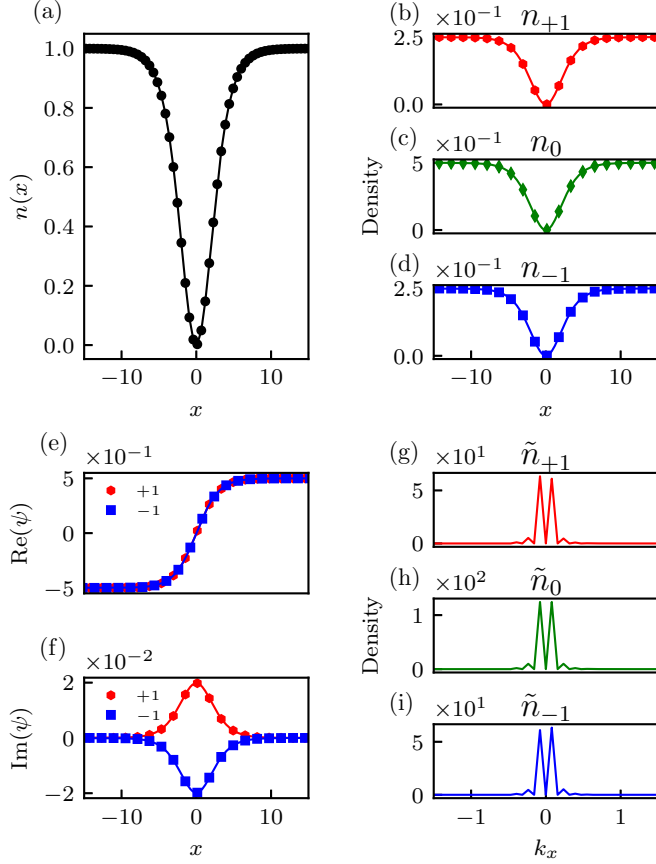 (a)
1.0
0.8
0.6
0.4
0.2
0.0
n(x)
−10 0 10
x
(b) ×10⁻¹ n₊₁
2.5
0.0
(c) ×10⁻¹ n₀
5
0
Density
(d) ×10⁻¹ n₋₁
2.5
0.0
−10 0 10
x
(e)
×10⁻¹
5
0
−5
Re(ψ)
+1
−1
(f)
×10⁻²
2
0
−2
Im(ψ)
+1
−1
−10 0 10
x
(g) ×10¹ ñ₊₁
5
0
(h) ×10² ñ₀
1
0
Density
(i) ×10¹ ñ₋₁
5
0
−1 0 1
kₓ